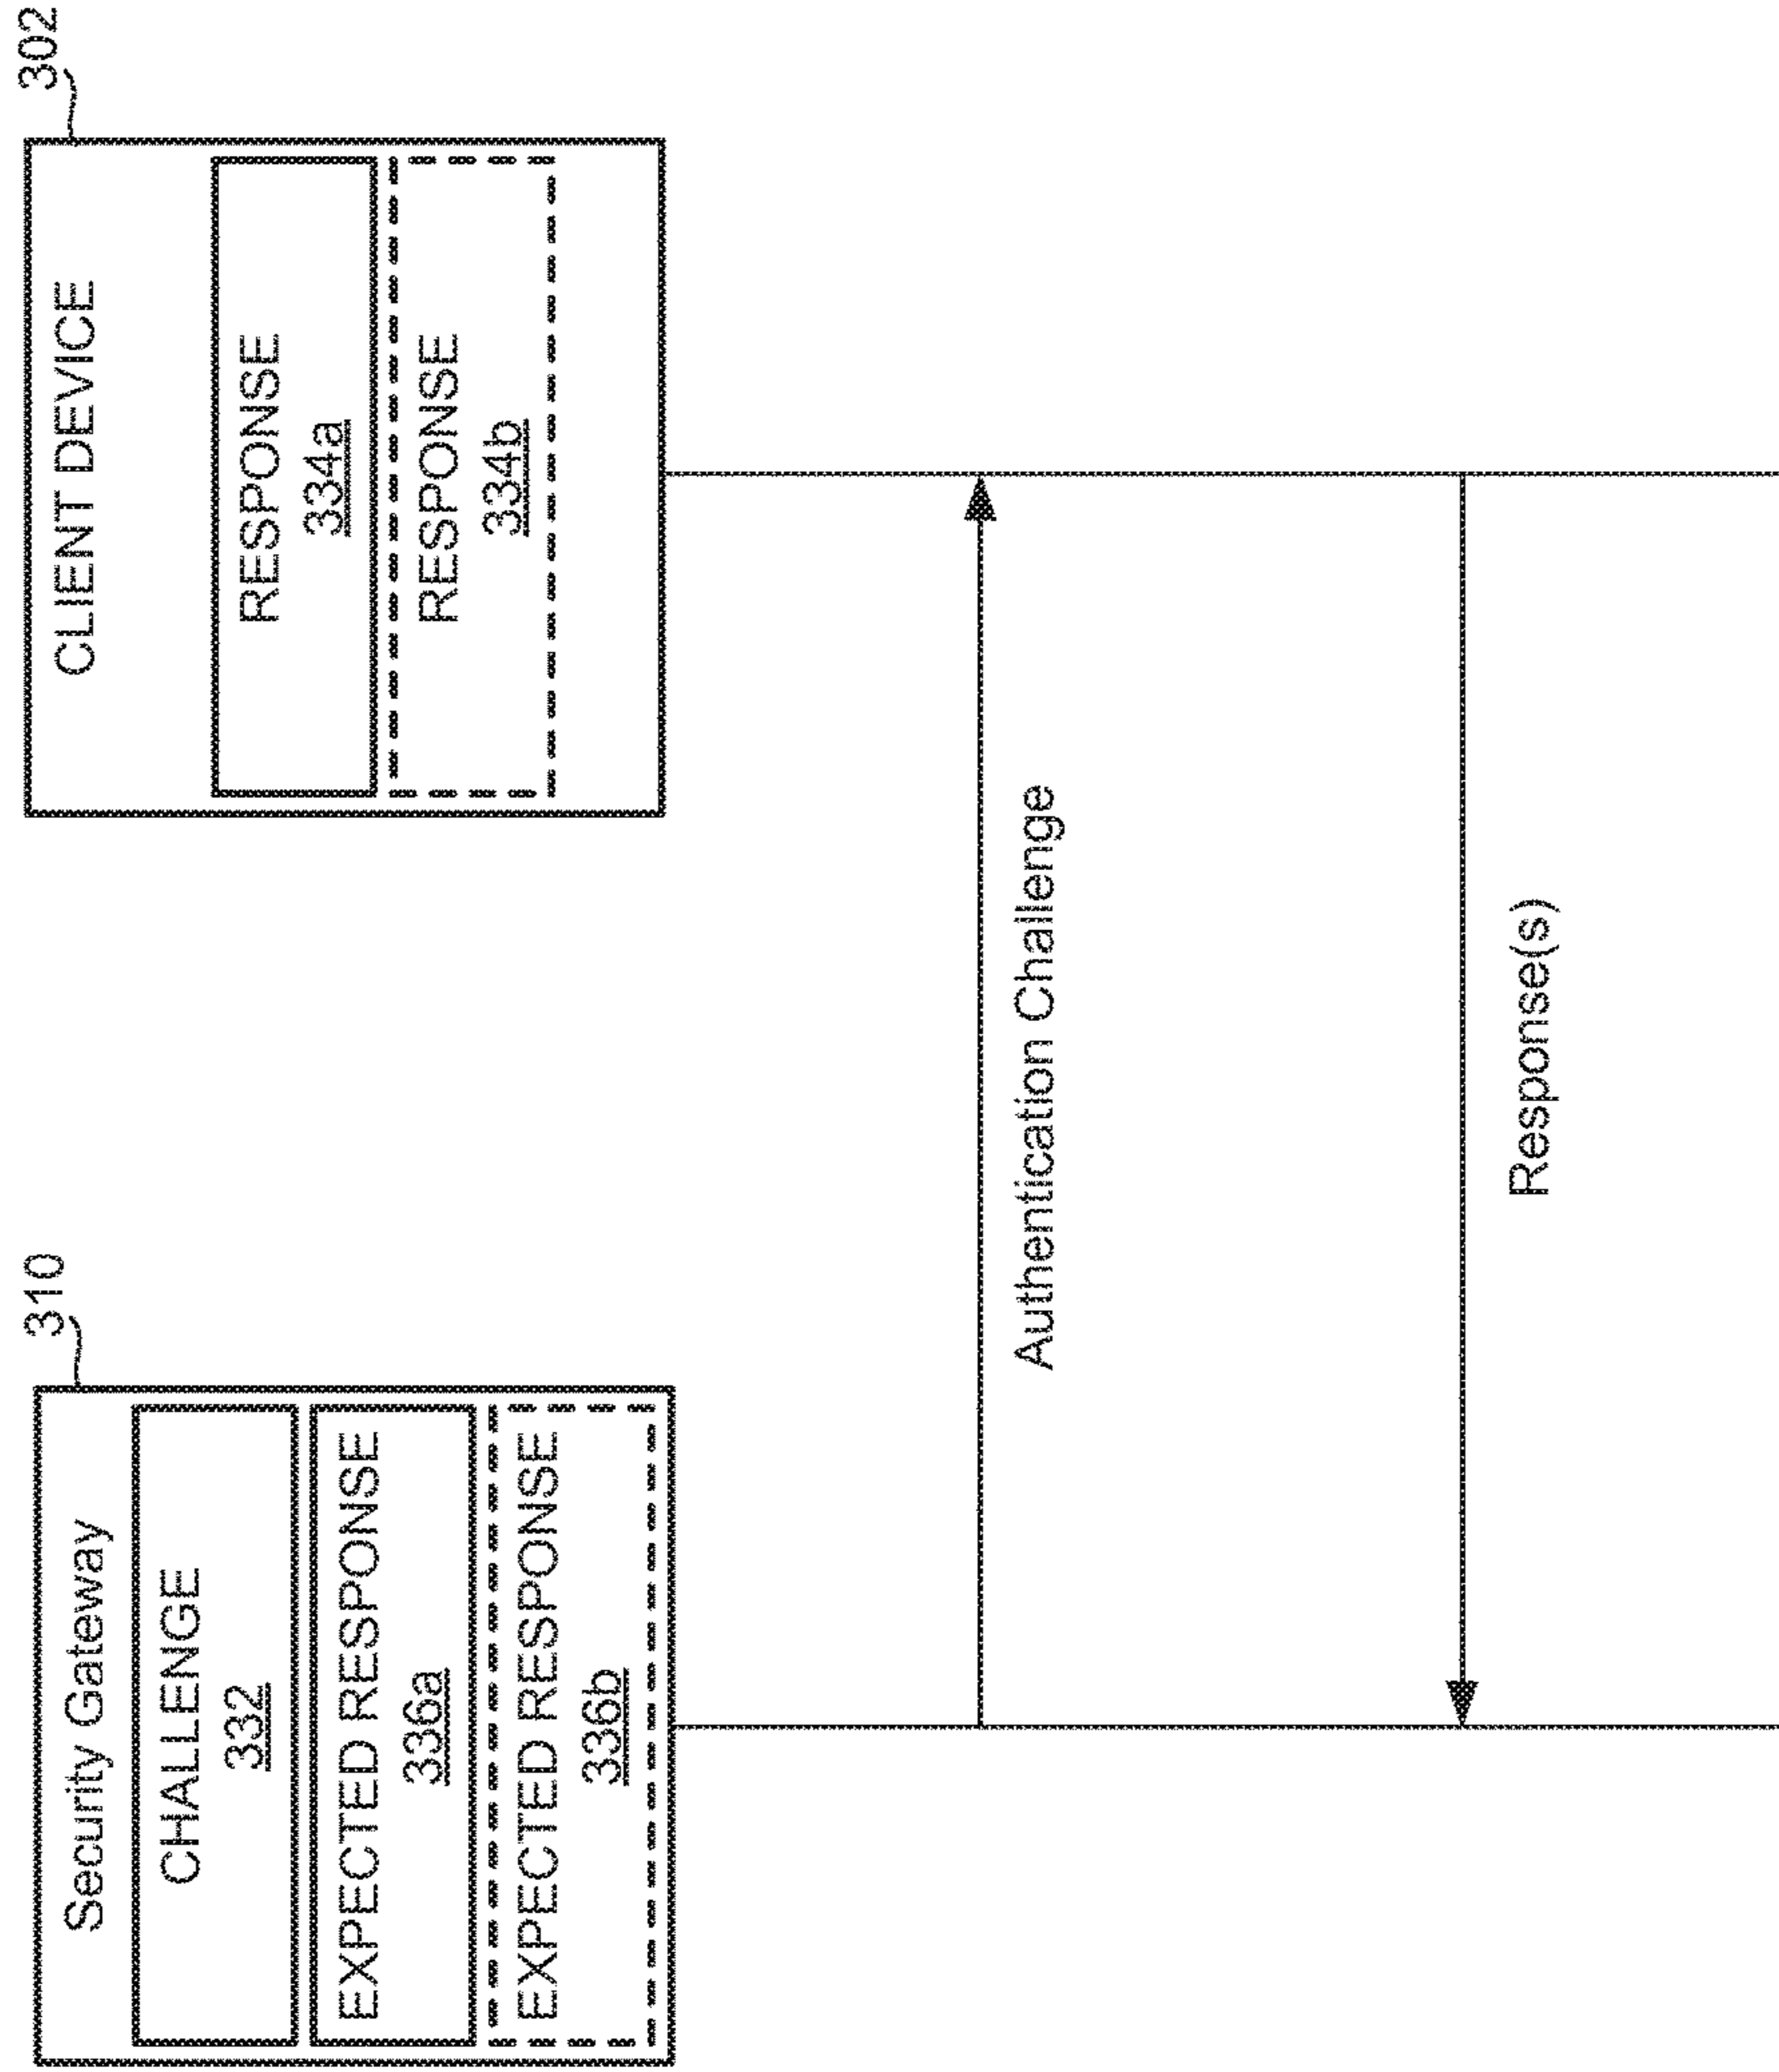 310
Security Gateway
CHALLENGE
332
EXPECTED RESPONSE
336a
EXPECTED RESPONSE
336b
302
CLIENT DEVICE
RESPONSE
334a
RESPONSE
334b
Authentication Challenge
Response(s)